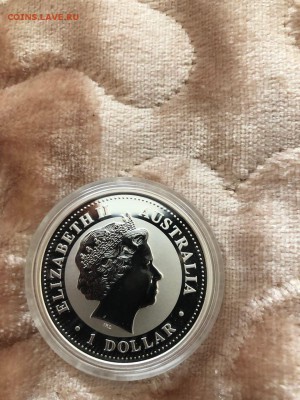 COINS.LAVE.RU
ELIZABETH II AUSTRALIA
• 1 DOLLAR •